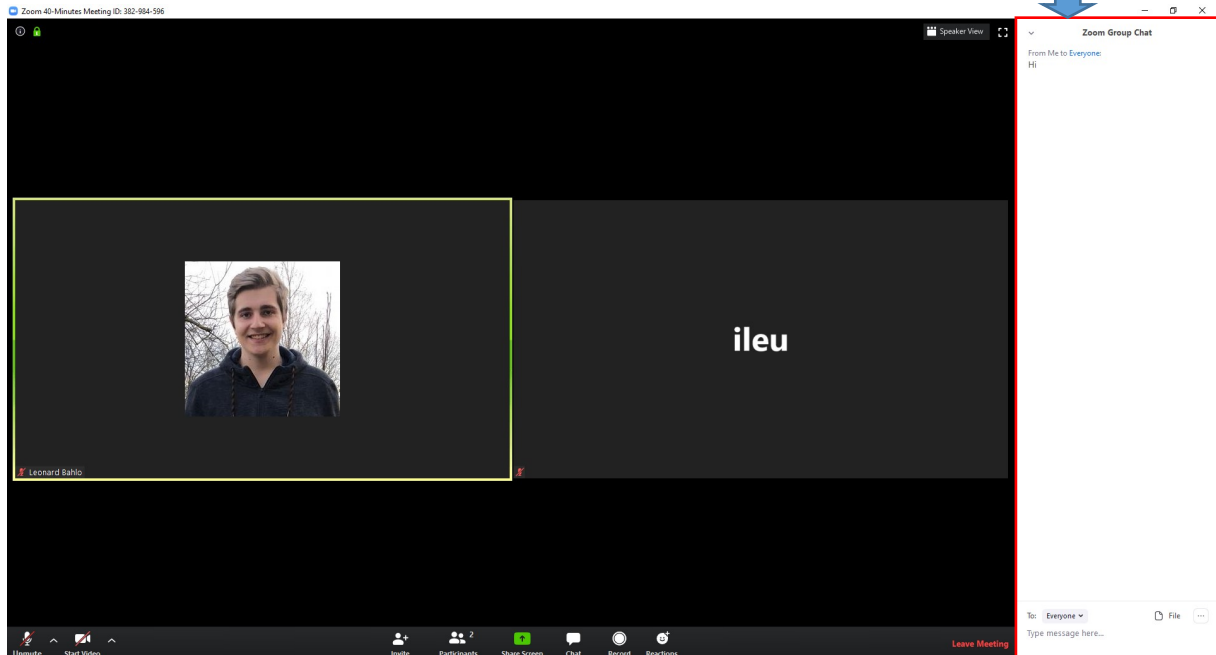 Zoom 40-Minutes Meeting ID: 382-984-596
Speaker View
Zoom Group Chat
From Me to Everyone:
Hi
ileu
Leonard Bahlo
To: Everyone
File
Type message here...
Unmute
Start Video
Invite
Participants 2
Share Screen
Chat
Record
Reactions
Leave Meeting